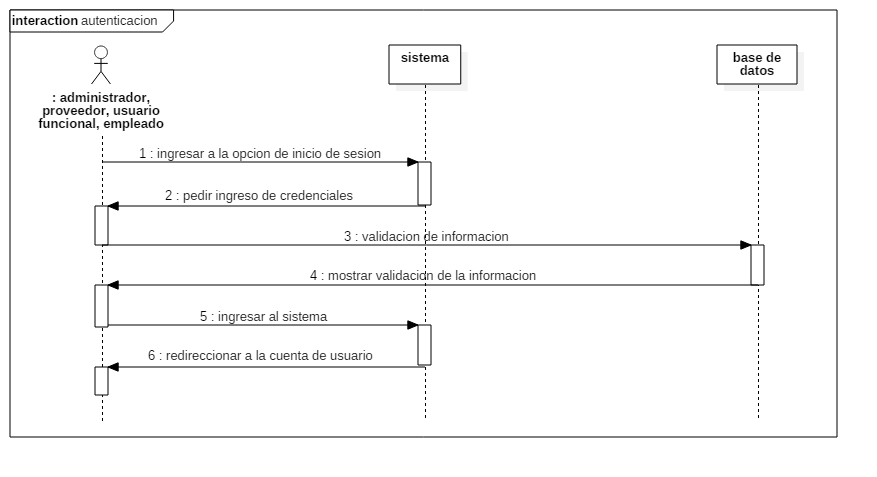 interaction autenticacion
sistema
base de
datos
: administrador,
proveedor, usuario
funcional, empleado
1 : ingresar a la opcion de inicio de sesion
2 : pedir ingreso de credenciales
3 : validacion de informacion
4 : mostrar validacion de la informacion
5 : ingresar al sistema
6 : redireccionar a la cuenta de usuario